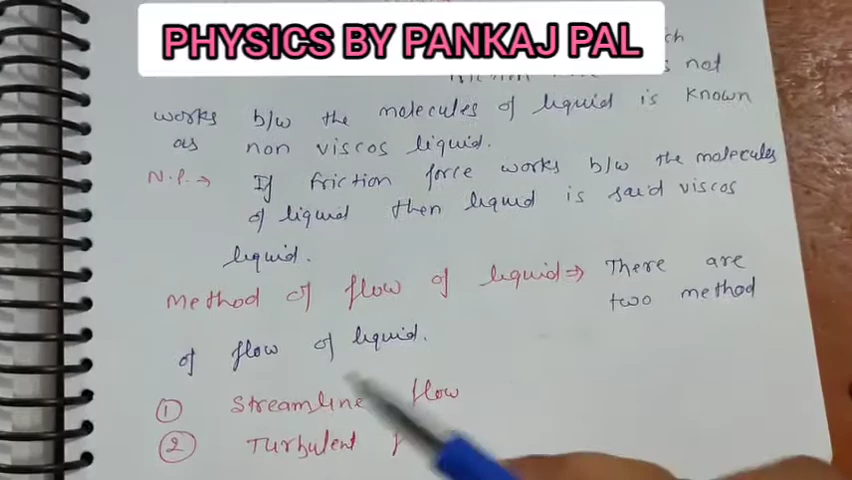 PHYSICS BY PANKAJ PAL
not
works b/w the molecules of liquid is known
as non viscos liquid.
N.P.→ If friction force works b/w the molecules
of liquid then liquid is said viscos
liquid.
Method of flow of liquid ⇒ There are
two method
of flow of liquid.
① Streamline flow
② Turbulent